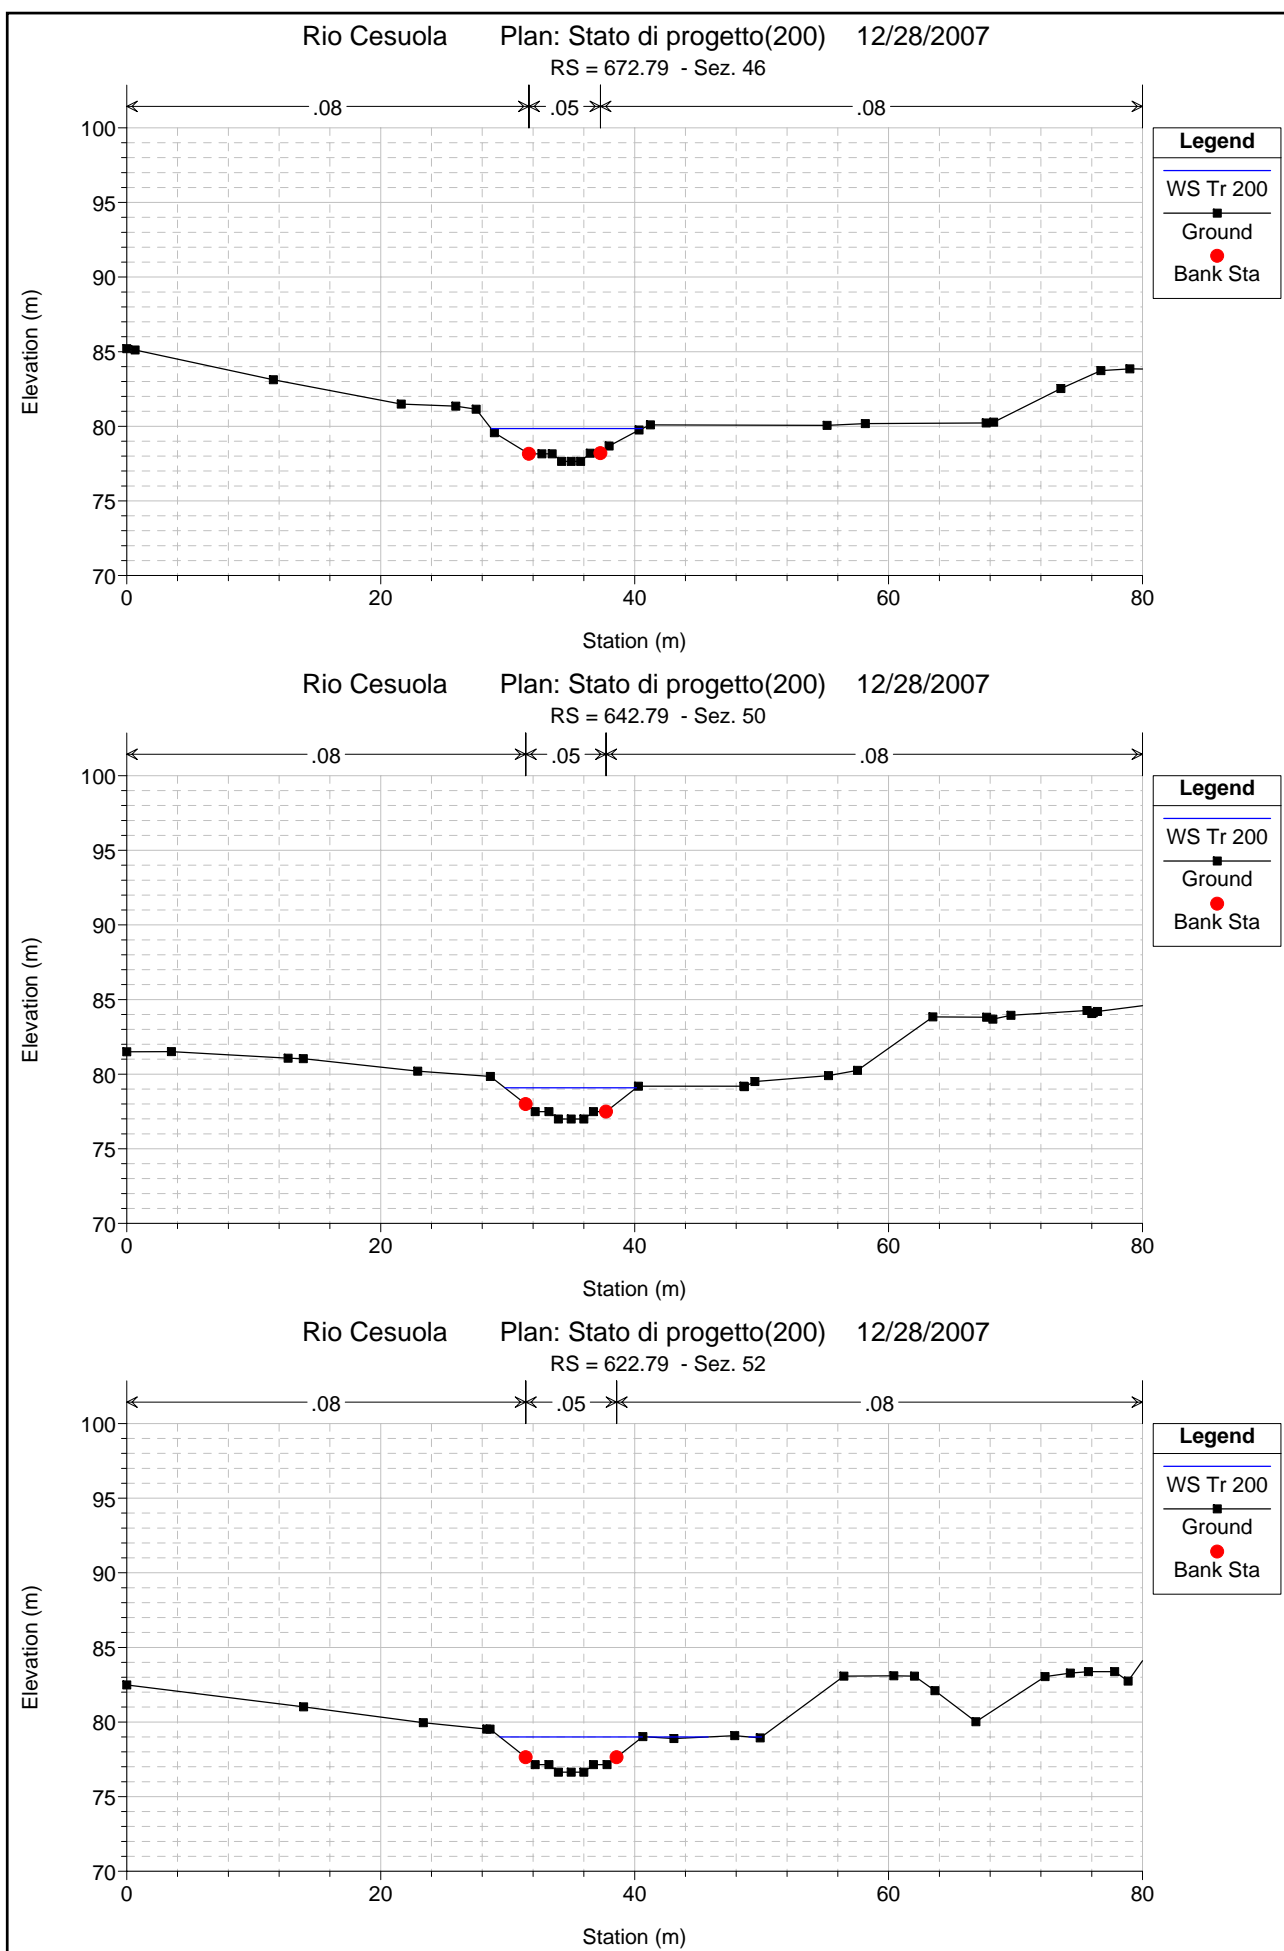 Rio Cesuola Plan: Stato di progetto(200) 12/28/2007
RS = 672.79 - Sez. 46
.08 .05 .08
100
95
90
85
80
75
70
0 20 40 60 80
Station (m)
Elevation (m)
Legend
WS Tr 200
Ground
Bank Sta
Rio Cesuola Plan: Stato di progetto(200) 12/28/2007
RS = 642.79 - Sez. 50
.08 .05 .08
100
95
90
85
80
75
70
0 20 40 60 80
Station (m)
Elevation (m)
Legend
WS Tr 200
Ground
Bank Sta
Rio Cesuola Plan: Stato di progetto(200) 12/28/2007
RS = 622.79 - Sez. 52
.08 .05 .08
100
95
90
85
80
75
70
0 20 40 60 80
Station (m)
Elevation (m)
Legend
WS Tr 200
Ground
Bank Sta